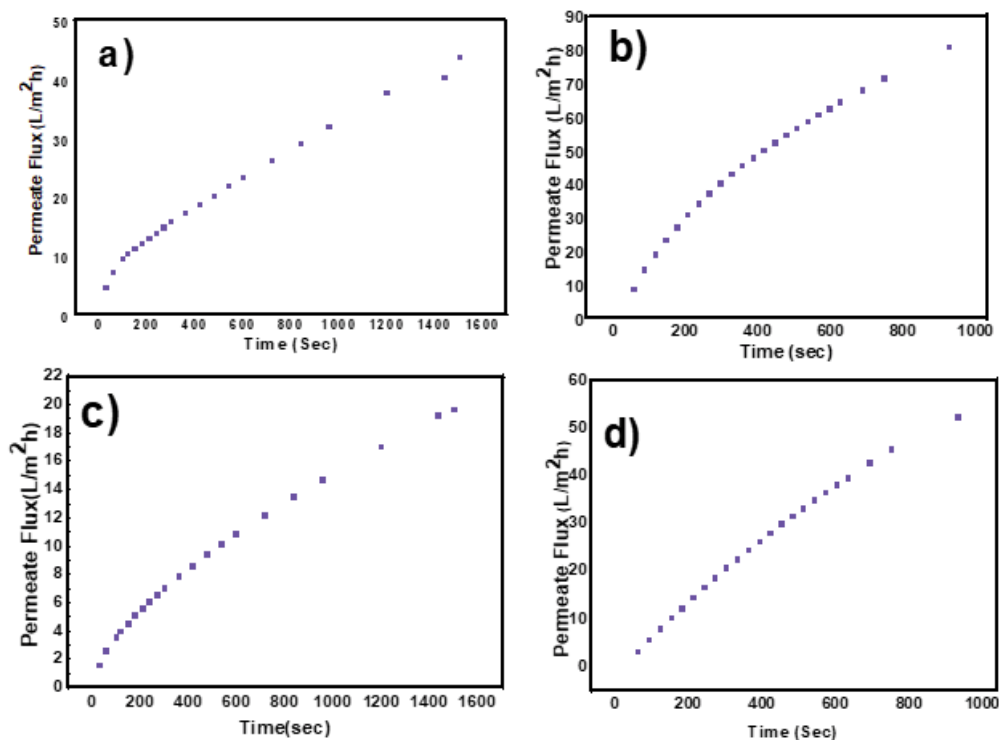 a)
Permeate Flux (L/m²h)
50
40
30
20
10
0
0 200 400 600 800 1000 1200 1400 1600
Time (Sec)
b)
Permeate Flux (L/m²h)
90
80
70
60
50
40
30
20
10
0
0 200 400 600 800 1000
Time (sec)
c)
Permeate Flux(L/m²h)
22
20
18
16
14
12
10
8
6
4
2
0
0 200 400 600 800 1000 1200 1400 1600
Time(sec)
d)
Permeate Flux (L/m²h)
60
50
40
30
20
10
0
0 200 400 600 800 1000
Time (Sec)